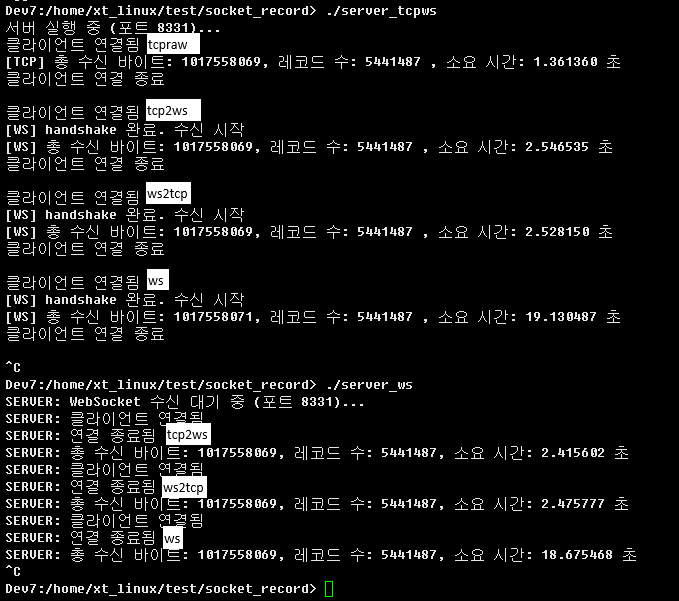 Dev7:/home/xt_linux/test/socket_record> ./server_tcpws
서버 실행 중 (포트 8331)...
클라이언트 연결됨 tcpraw
[TCP] 총 수신 바이트: 1017558069, 레코드 수: 5441487 , 소요 시간: 1.361360 초
클라이언트 연결 종료
클라이언트 연결됨 tcp2ws
[WS] handshake 완료. 수신 시작
[WS] 총 수신 바이트: 1017558069, 레코드 수: 5441487 , 소요 시간: 2.546535 초
클라이언트 연결 종료
클라이언트 연결됨 ws2tcp
[WS] handshake 완료. 수신 시작
[WS] 총 수신 바이트: 1017558069, 레코드 수: 5441487 , 소요 시간: 2.528150 초
클라이언트 연결 종료
클라이언트 연결됨 ws
[WS] handshake 완료. 수신 시작
[WS] 총 수신 바이트: 1017558071, 레코드 수: 5441487 , 소요 시간: 19.130487 초
클라이언트 연결 종료
^C
Dev7:/home/xt_linux/test/socket_record> ./server_ws
SERVER: WebSocket 수신 대기 중 (포트 8331)...
SERVER: 클라이언트 연결됨
SERVER: 연결 종료됨 tcp2ws
SERVER: 총 수신 바이트: 1017558069, 레코드 수: 5441487, 소요 시간: 2.415602 초
SERVER: 클라이언트 연결됨
SERVER: 연결 종료됨 ws2tcp
SERVER: 총 수신 바이트: 1017558069, 레코드 수: 5441487, 소요 시간: 2.475777 초
SERVER: 클라이언트 연결됨
SERVER: 연결 종료됨 ws
SERVER: 총 수신 바이트: 1017558069, 레코드 수: 5441487, 소요 시간: 18.675468 초
^C
Dev7:/home/xt_linux/test/socket_record>